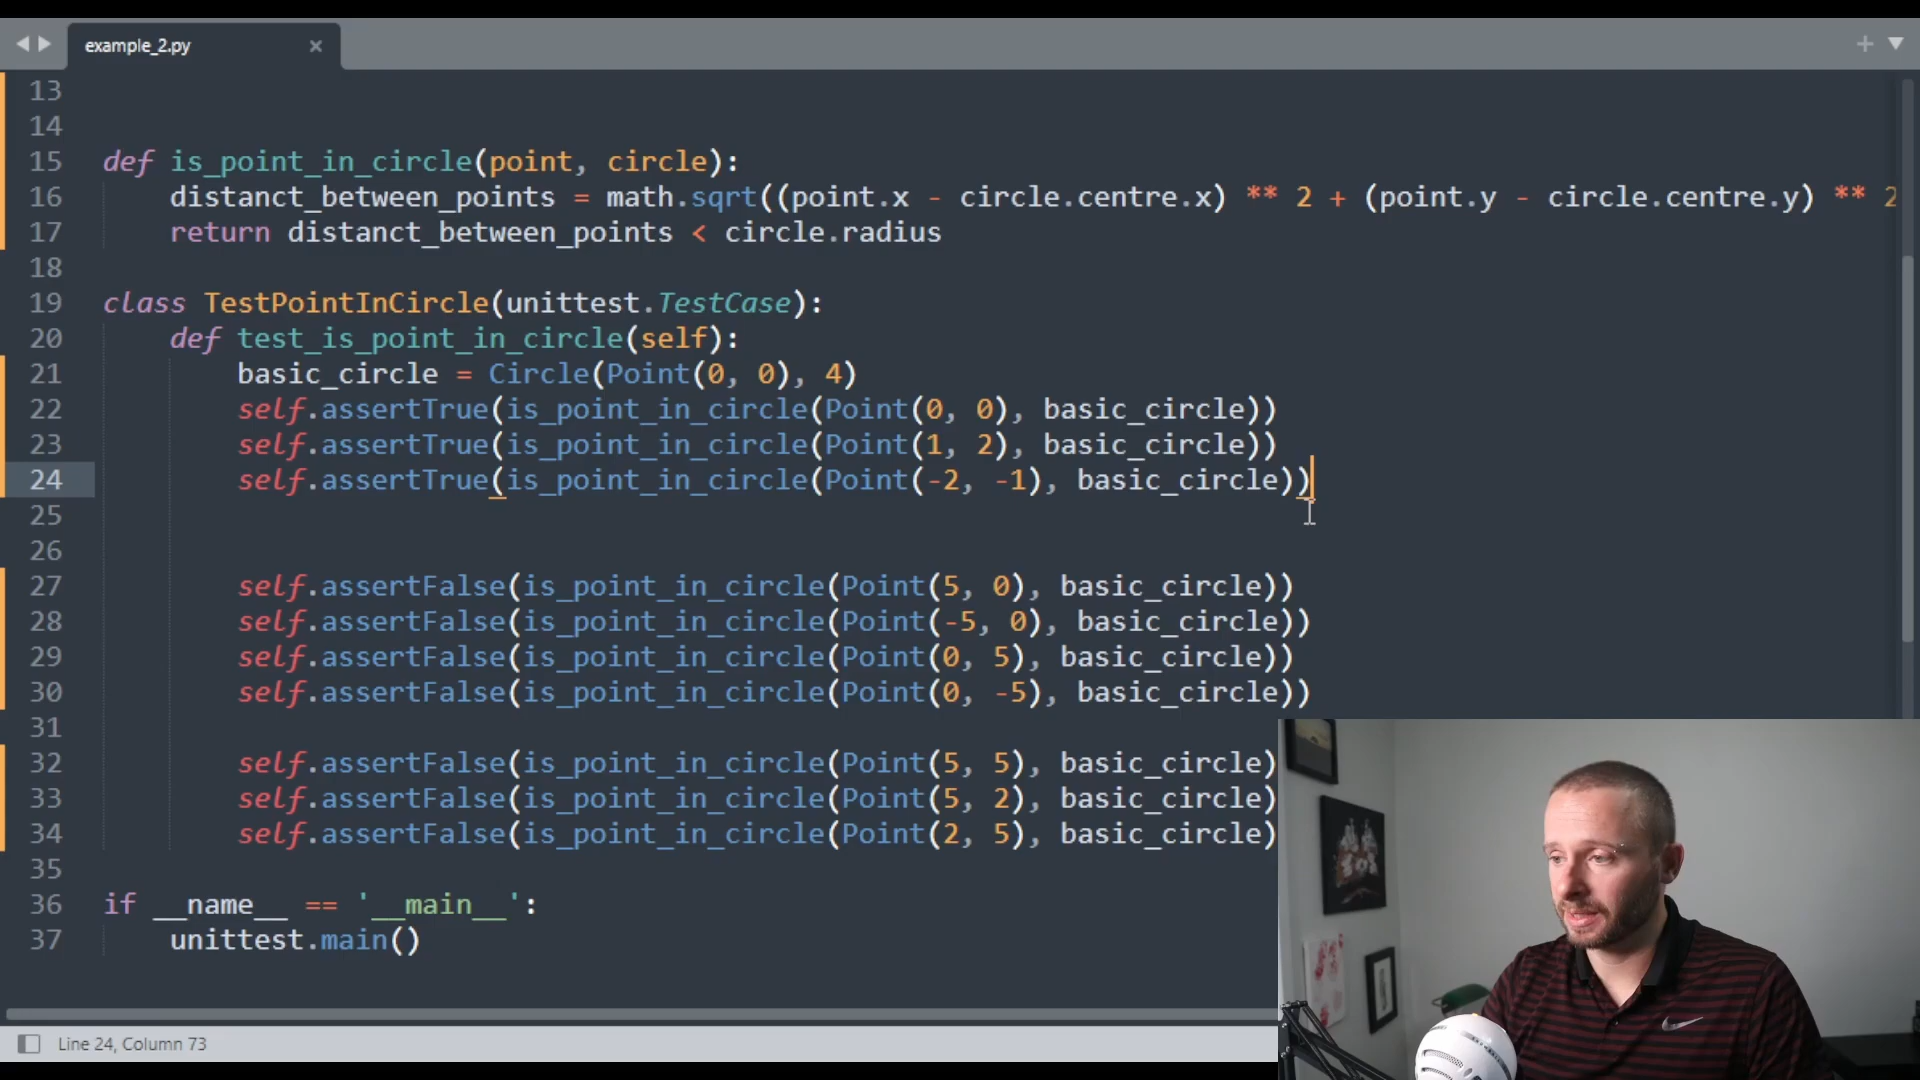 example_2.py
13
14
15 def is_point_in_circle(point, circle):
16 distanct_between_points = math.sqrt((point.x - circle.centre.x) ** 2 + (point.y - circle.centre.y) ** 2
17 return distanct_between_points < circle.radius
18
19 class TestPointInCircle(unittest.TestCase):
20 def test_is_point_in_circle(self):
21 basic_circle = Circle(Point(0, 0), 4)
22 self.assertTrue(is_point_in_circle(Point(0, 0), basic_circle))
23 self.assertTrue(is_point_in_circle(Point(1, 2), basic_circle))
24 self.assertTrue(is_point_in_circle(Point(-2, -1), basic_circle))
25
26
27 self.assertFalse(is_point_in_circle(Point(5, 0), basic_circle))
28 self.assertFalse(is_point_in_circle(Point(-5, 0), basic_circle))
29 self.assertFalse(is_point_in_circle(Point(0, 5), basic_circle))
30 self.assertFalse(is_point_in_circle(Point(0, -5), basic_circle))
31
32 self.assertFalse(is_point_in_circle(Point(5, 5), basic_circle)
33 self.assertFalse(is_point_in_circle(Point(5, 2), basic_circle)
34 self.assertFalse(is_point_in_circle(Point(2, 5), basic_circle)
35
36 if __name__ == '__main__':
37 unittest.main()
Line 24, Column 73